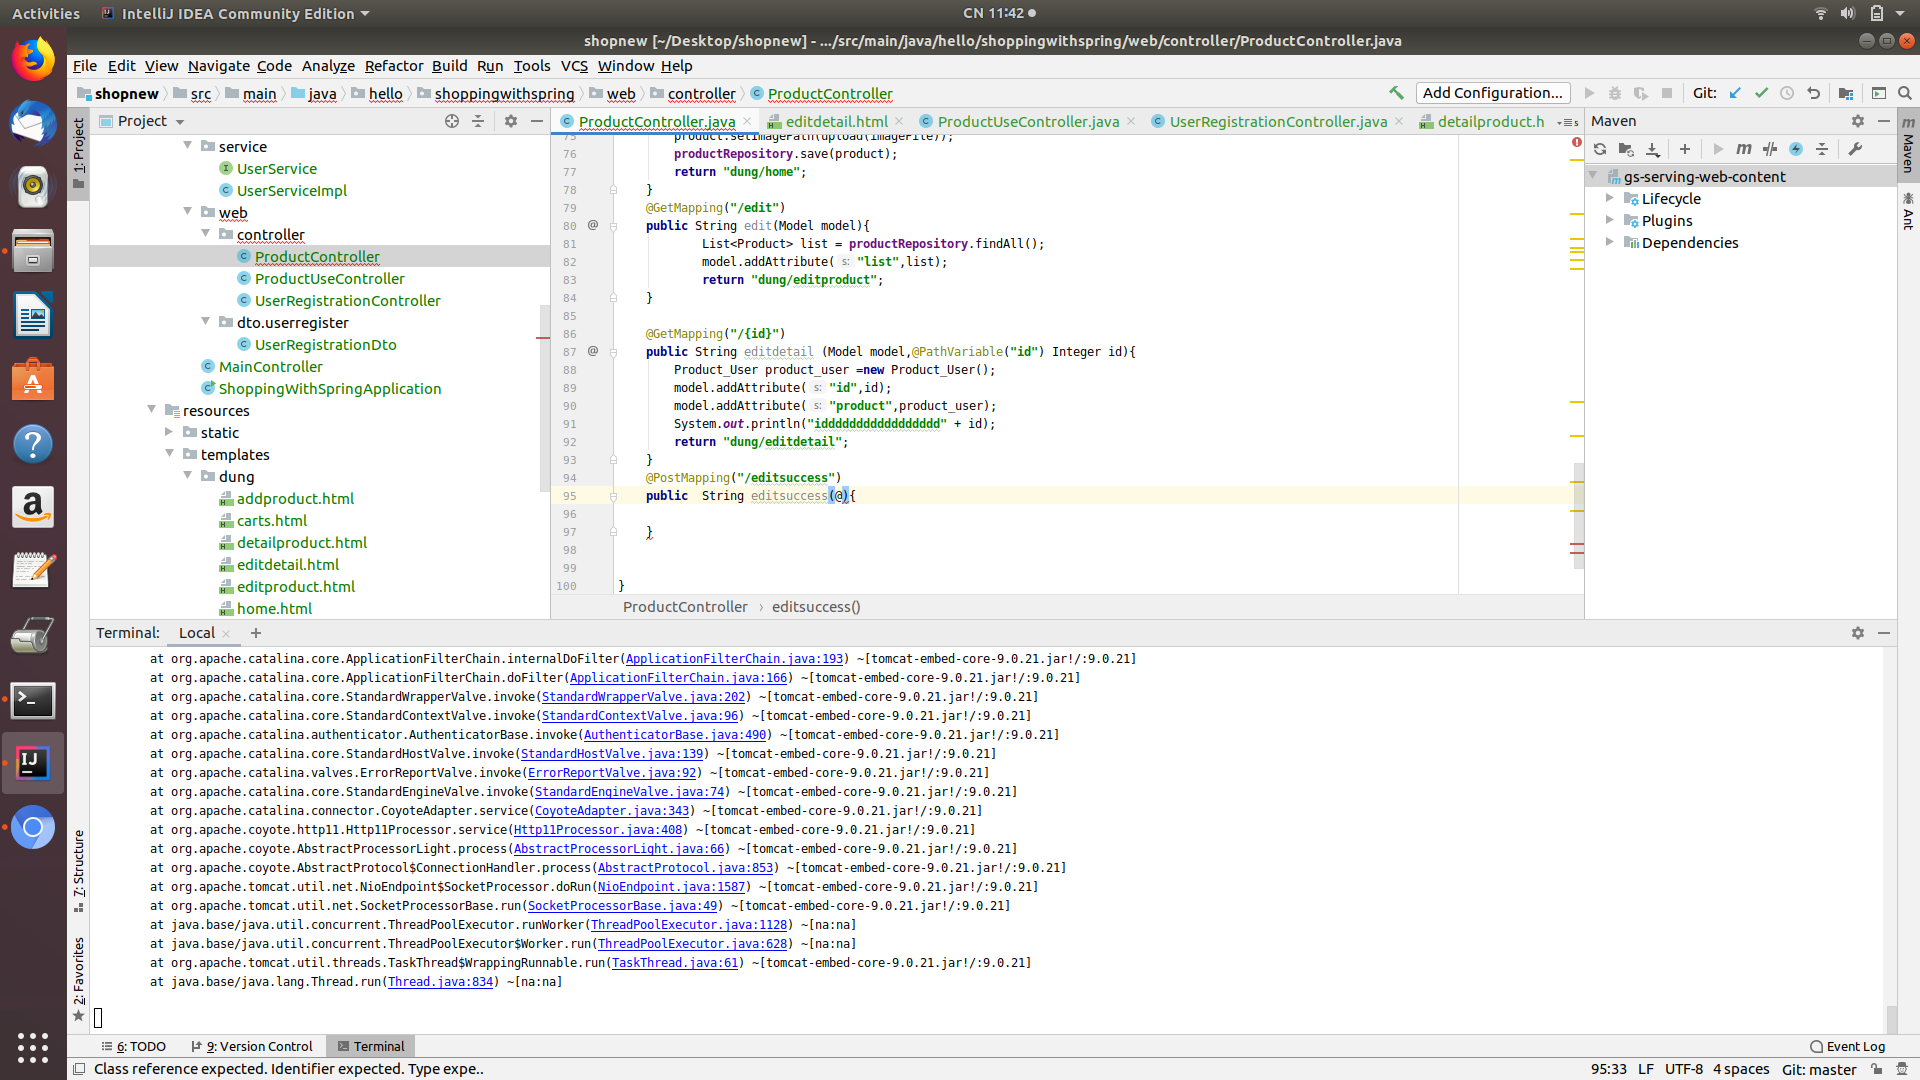 Activities
IntelliJ IDEA Community Edition
CN 11:42
shopnew [~/Desktop/shopnew] - .../src/main/java/hello/shoppingwithspring/web/controller/ProductController.java
File Edit View Navigate Code Analyze Refactor Build Run Tools VCS Window Help
shopnew src main java hello shoppingwithspring web controller ProductController
Add Configuration...
Git:
1: Project
Project
service
UserService
UserServiceImpl
web
controller
ProductController
ProductUseController
UserRegistrationController
dto.userregister
UserRegistrationDto
MainController
ShoppingWithSpringApplication
resources
static
templates
dung
addproduct.html
carts.html
detailproduct.html
editdetail.html
editproduct.html
home.html
ProductController.java editdetail.html ProductUseController.java UserRegistrationController.java detailproduct.h
75 product.setImagePath(upload(imageFile));
76 productRepository.save(product);
77 return "dung/home";
78 }
79 @GetMapping("/edit")
80 @ public String edit(Model model){
81 List<Product> list = productRepository.findAll();
82 model.addAttribute( s: "list",list);
83 return "dung/editproduct";
84 }
85
86 @GetMapping("/{id}")
87 @ public String editdetail (Model model,@PathVariable("id") Integer id){
88 Product_User product_user =new Product_User();
89 model.addAttribute( s: "id",id);
90 model.addAttribute( s: "product",product_user);
91 System.out.println("iddddddddddddddddd" + id);
92 return "dung/editdetail";
93 }
94 @PostMapping("/editsuccess")
95 public  String editsuccess(@){
96
97 }
98
99
100 }
ProductController › editsuccess()
Maven
gs-serving-web-content
Lifecycle
Plugins
Dependencies
Maven
Ant
Terminal: Local +
at org.apache.catalina.core.ApplicationFilterChain.internalDoFilter(ApplicationFilterChain.java:193) ~[tomcat-embed-core-9.0.21.jar!/:9.0.21]
at org.apache.catalina.core.ApplicationFilterChain.doFilter(ApplicationFilterChain.java:166) ~[tomcat-embed-core-9.0.21.jar!/:9.0.21]
at org.apache.catalina.core.StandardWrapperValve.invoke(StandardWrapperValve.java:202) ~[tomcat-embed-core-9.0.21.jar!/:9.0.21]
at org.apache.catalina.core.StandardContextValve.invoke(StandardContextValve.java:96) ~[tomcat-embed-core-9.0.21.jar!/:9.0.21]
at org.apache.catalina.authenticator.AuthenticatorBase.invoke(AuthenticatorBase.java:490) ~[tomcat-embed-core-9.0.21.jar!/:9.0.21]
at org.apache.catalina.core.StandardHostValve.invoke(StandardHostValve.java:139) ~[tomcat-embed-core-9.0.21.jar!/:9.0.21]
at org.apache.catalina.valves.ErrorReportValve.invoke(ErrorReportValve.java:92) ~[tomcat-embed-core-9.0.21.jar!/:9.0.21]
at org.apache.catalina.core.StandardEngineValve.invoke(StandardEngineValve.java:74) ~[tomcat-embed-core-9.0.21.jar!/:9.0.21]
at org.apache.catalina.connector.CoyoteAdapter.service(CoyoteAdapter.java:343) ~[tomcat-embed-core-9.0.21.jar!/:9.0.21]
at org.apache.coyote.http11.Http11Processor.service(Http11Processor.java:408) ~[tomcat-embed-core-9.0.21.jar!/:9.0.21]
at org.apache.coyote.AbstractProcessorLight.process(AbstractProcessorLight.java:66) ~[tomcat-embed-core-9.0.21.jar!/:9.0.21]
at org.apache.coyote.AbstractProtocol$ConnectionHandler.process(AbstractProtocol.java:853) ~[tomcat-embed-core-9.0.21.jar!/:9.0.21]
at org.apache.tomcat.util.net.NioEndpoint$SocketProcessor.doRun(NioEndpoint.java:1587) ~[tomcat-embed-core-9.0.21.jar!/:9.0.21]
at org.apache.tomcat.util.net.SocketProcessorBase.run(SocketProcessorBase.java:49) ~[tomcat-embed-core-9.0.21.jar!/:9.0.21]
at java.base/java.util.concurrent.ThreadPoolExecutor.runWorker(ThreadPoolExecutor.java:1128) ~[na:na]
at java.base/java.util.concurrent.ThreadPoolExecutor$Worker.run(ThreadPoolExecutor.java:628) ~[na:na]
at org.apache.tomcat.util.threads.TaskThread$WrappingRunnable.run(TaskThread.java:61) ~[tomcat-embed-core-9.0.21.jar!/:9.0.21]
at java.base/java.lang.Thread.run(Thread.java:834) ~[na:na]
7: Structure
2: Favorites
6: TODO 9: Version Control Terminal Event Log
Class reference expected. Identifier expected. Type expe..
95:33 LF UTF-8 4 spaces Git: master